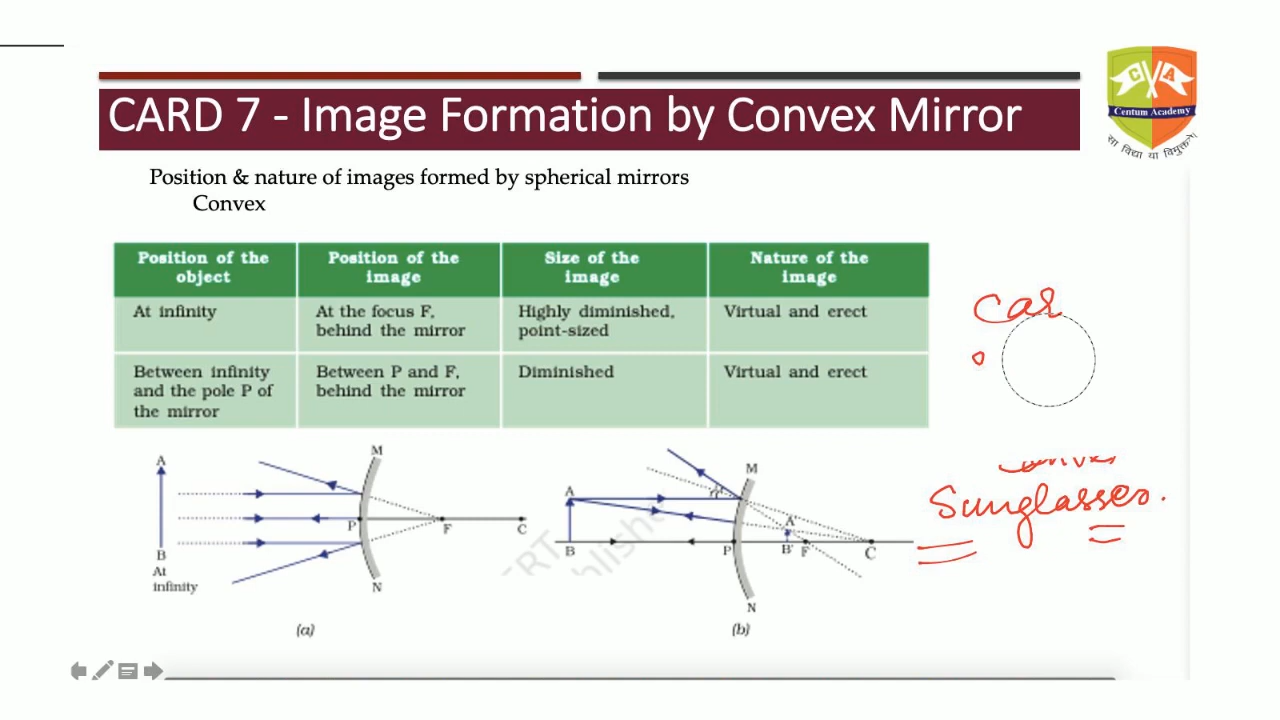 CARD 7 - Image Formation by Convex Mirror
C A
Centum Academy
सा विद्या या विमुक्तये
Position & nature of images formed by spherical mirrors
Convex
Position of the object
Position of the image
Size of the image
Nature of the image
At infinity
At the focus F,
behind the mirror
Highly diminished,
point-sized
Virtual and erect
Between infinity
and the pole P of
the mirror
Between P and F,
behind the mirror
Diminished
Virtual and erect
Car
Sunglasses.
A
B
At
infinity
M
P
F
C
N
(a)
A
B
M
P
A'
B'
F
C
N
(b)